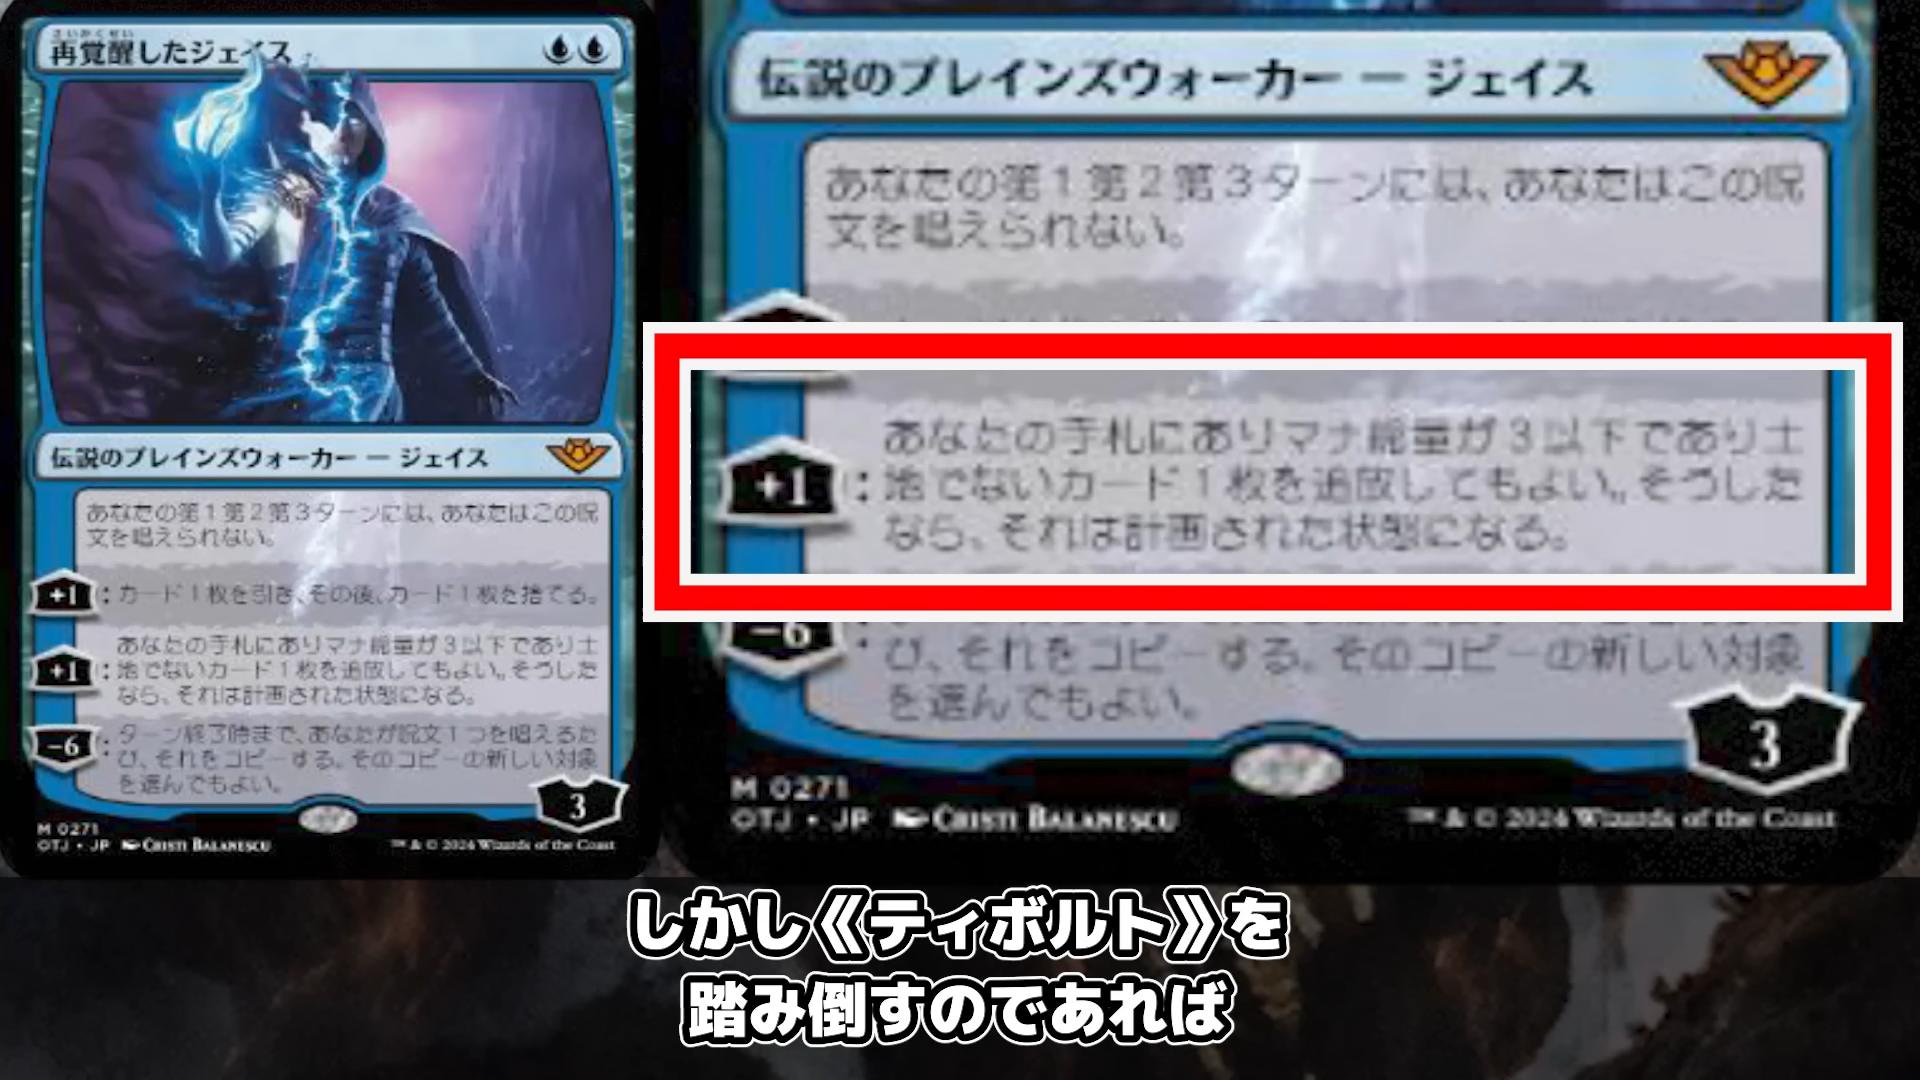 さいかくせい
再覚醒したジェイス
伝説のプレインズウォーカー — ジェイス
あなたの第1第2第3ターンには、あなたはこの呪
文を唱えられない。
+1
：カード1枚を引き、その後、カード1枚を捨てる。
+1
あなたの手札にありマナ総量が3以下であり土
：地でないカード1枚を追放してもよい。そうした
なら、それは計画された状態になる。
-6
：ターン終了時まで、あなたが呪文1つを唱えるた
び、それをコピーする。そのコピーの新しい対象
を選んでもよい。
3
M 0271
OTJ • JP Cristi Balanescu
™ & © 2024 Wizards of the Coast
伝説のプレインズウォーカー — ジェイス
あなたの第1第2第3ターンには、あなたはこの呪
文を唱えられない。
+1
あなたの手札にありマナ総量が3以下であり土
：地でないカード1枚を追放してもよい。そうした
なら、それは計画された状態になる。
-6
び、それをコピーする。そのコピーの新しい対象
を選んでもよい。
3
M 0271
OTJ • JP Cristi Balanescu
™ & © 2024 Wizards of the Coast
しかし《ティボルト》を
踏み倒すのであれば